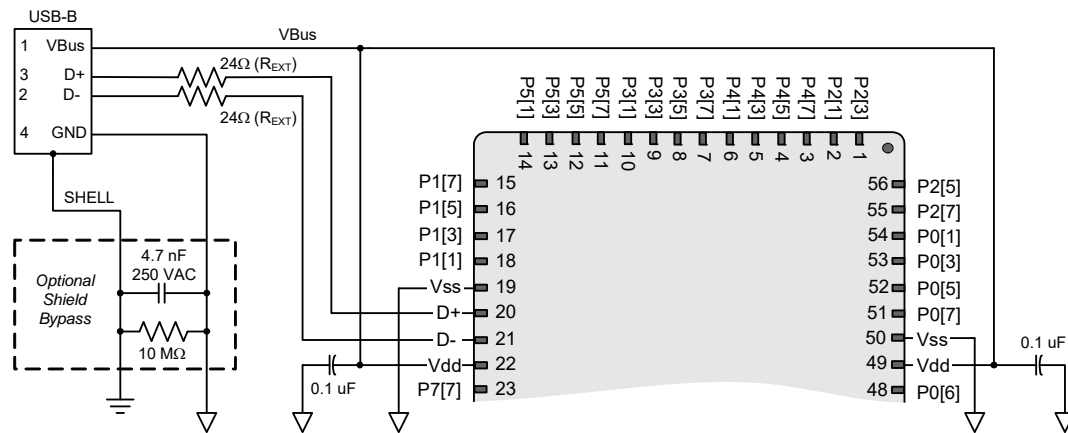 USB-B
1 VBus
3 D+
2 D-
4 GND
VBus
24Ω (REXT)
24Ω (REXT)
SHELL
Optional
Shield
Bypass
4.7 nF
250 VAC
10 MΩ
P5[1] P5[3] P5[5] P5[7] P3[1] P3[3] P3[5] P3[7] P4[1] P4[3] P4[5] P4[7] P2[1] P2[3]
14 13 12 11 10 9 8 7 6 5 4 3 2 1
P1[7] 15
P1[5] 16
P1[3] 17
P1[1] 18
Vss 19
D+ 20
D- 21
Vdd 22
P7[7] 23
0.1 uF
56 P2[5]
55 P2[7]
54 P0[1]
53 P0[3]
52 P0[5]
51 P0[7]
50 Vss
49 Vdd
48 P0[6]
0.1 uF